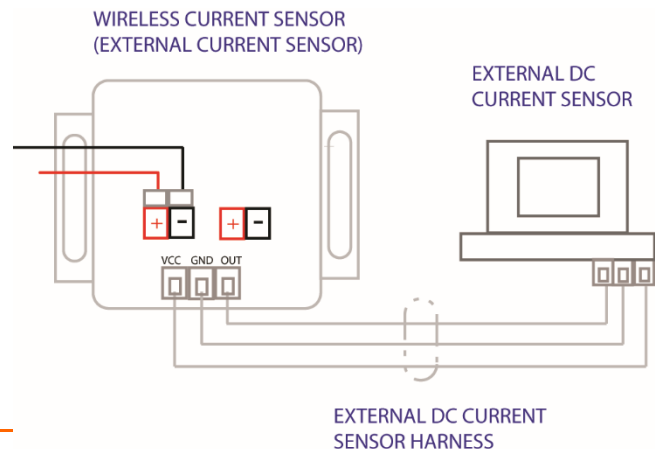 WIRELESS CURRENT SENSOR
(EXTERNAL CURRENT SENSOR)
EXTERNAL DC
CURRENT SENSOR
+ - + -
VCC GND OUT
EXTERNAL DC CURRENT
SENSOR HARNESS